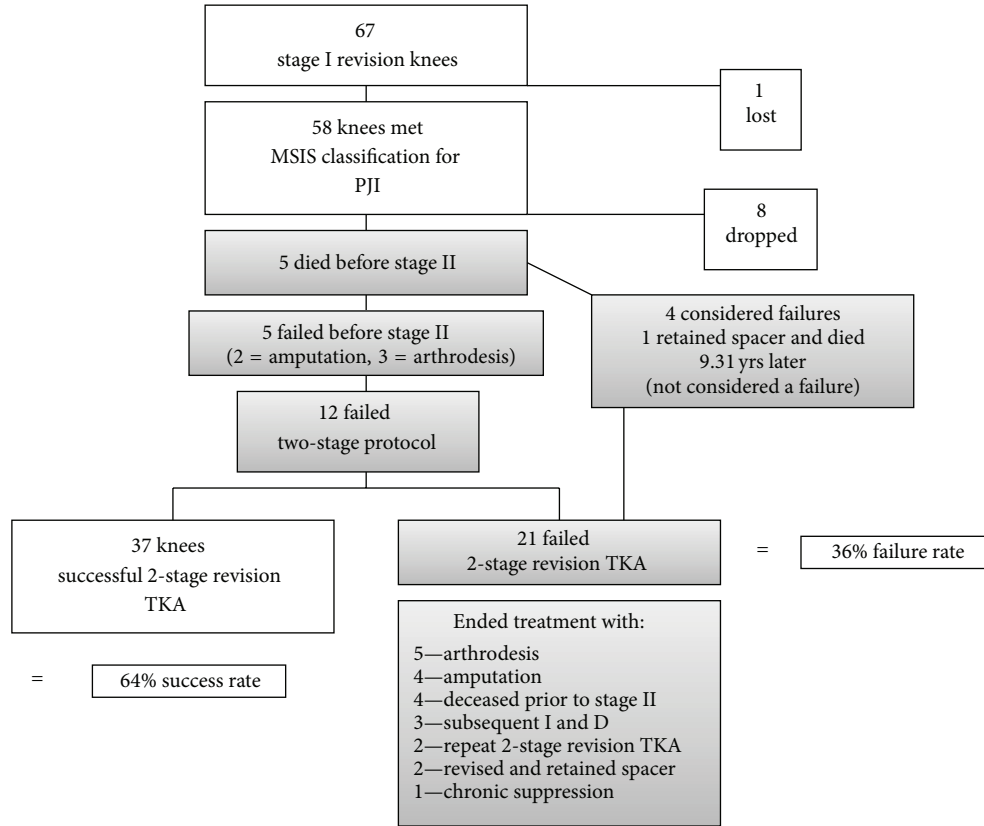 67
stage I revision knees
1
lost
58 knees met
MSIS classification for
PJI
8
dropped
5 died before stage II
4 considered failures
1 retained spacer and died
9.31 yrs later
(not considered a failure)
5 failed before stage II
(2 = amputation, 3 = arthrodesis)
12 failed
two-stage protocol
37 knees
successful 2-stage revision
TKA
= 64% success rate
21 failed
2-stage revision TKA
= 36% failure rate
Ended treatment with:
5—arthrodesis
4—amputation
4—deceased prior to stage II
3—subsequent I and D
2—repeat 2-stage revision TKA
2—revised and retained spacer
1—chronic suppression